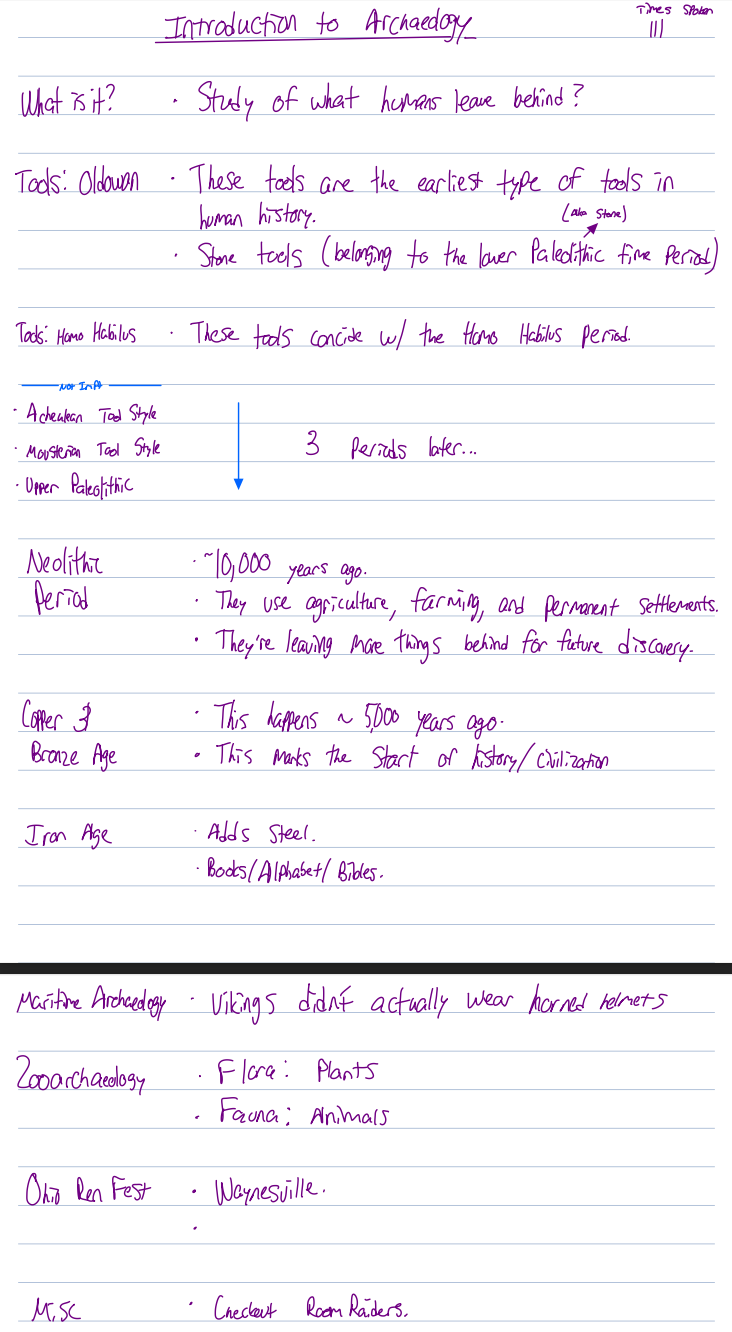 Introduction to Archaeology
Times Spoken
|||
What is it? · Study of what humans leave behind?
Tools: Oldowan · These tools are the earliest type of tools in
human history.
(aka Stone)
· Stone tools (belonging to the lower Paleolithic time Period)
Tools: Homo Habilus · These tools concide w/ the Homo Habilus Period.
Not Impt
· Acheulean Tool Style
· Mousterian Tool Style
· Upper Paleolithic
3 Periods later...
Neolithic · ~10,000 years ago.
Period · They use agriculture, farming, and permanent settlements.
· They're leaving more things behind for future discovery.
Copper & · This happens ~ 5,000 years ago.
Bronze Age · This marks the start of history/civilization
Iron Age · Adds Steel.
· Books/Alphabet/Bibles.
Maritime Archaeology · Vikings didn't actually wear horned helmets
Zooarchaeology · Flora: Plants
· Fauna: Animals
Ohio Ren Fest · Waynesville.
·
Misc · Checkout Room Raiders.